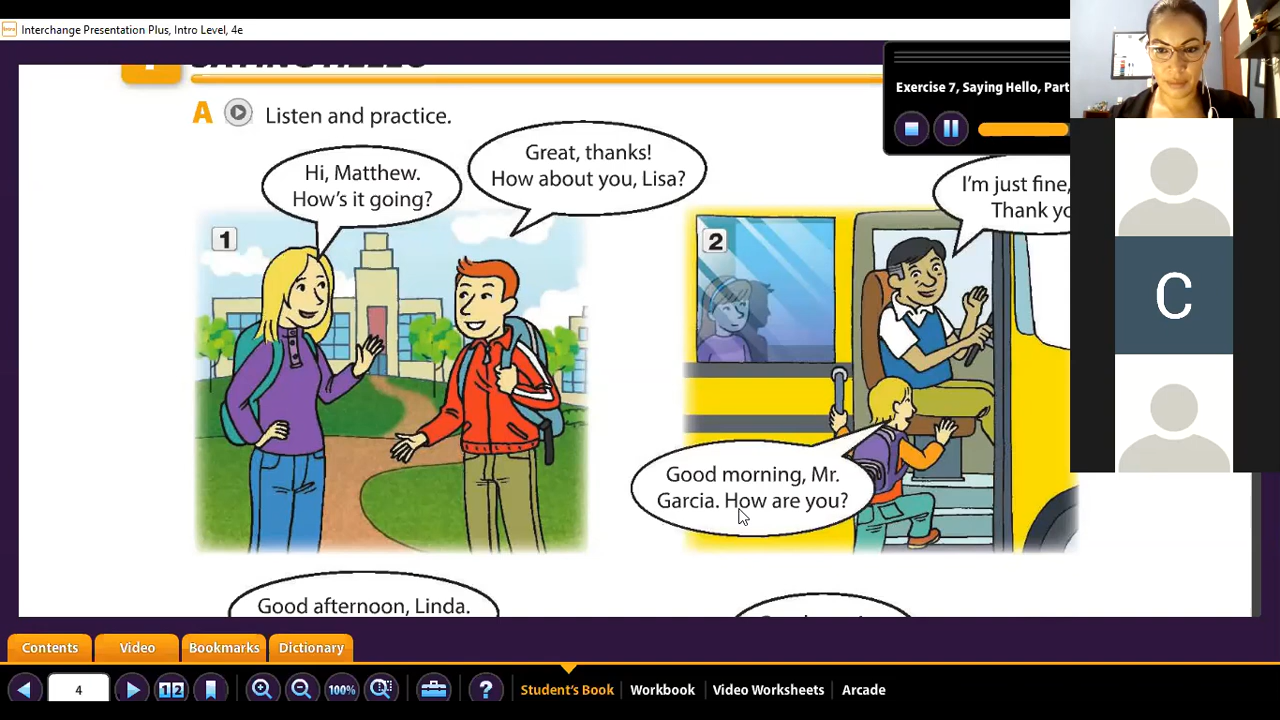 Interchange Presentation Plus, Intro Level, 4e
A Listen and practice.
Exercise 7, Saying Hello, Part
Hi, Matthew.
How's it going?
Great, thanks!
How about you, Lisa?
I'm just fine,
Thank
1
2
Good morning, Mr.
Garcia. How are you?
Good afternoon, Linda.
C
Contents
Video
Bookmarks
Dictionary
4
12
100%
?
Student's Book
Workbook
Video Worksheets
Arcade